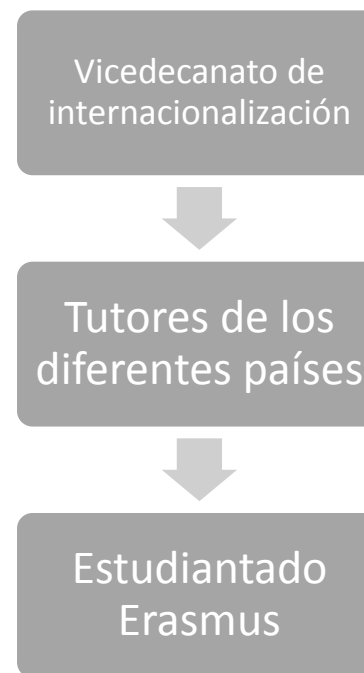 Vicedecanato de
internacionalización
Tutores de los
diferentes países
Estudiantado
Erasmus